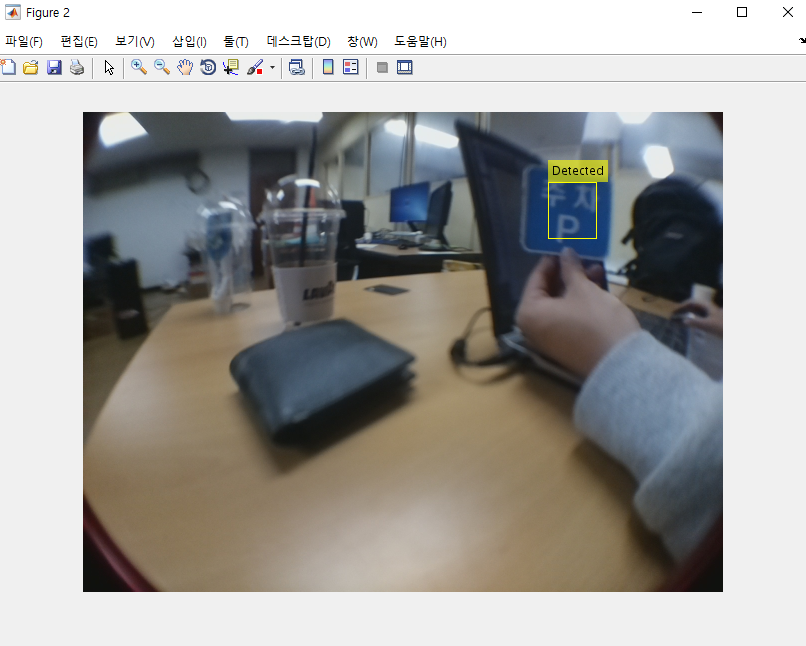 Figure 2
파일(F) 편집(E) 보기(V) 삽입(I) 툴(T) 데스크탑(D) 창(W) 도움말(H)
Detected
주차
P